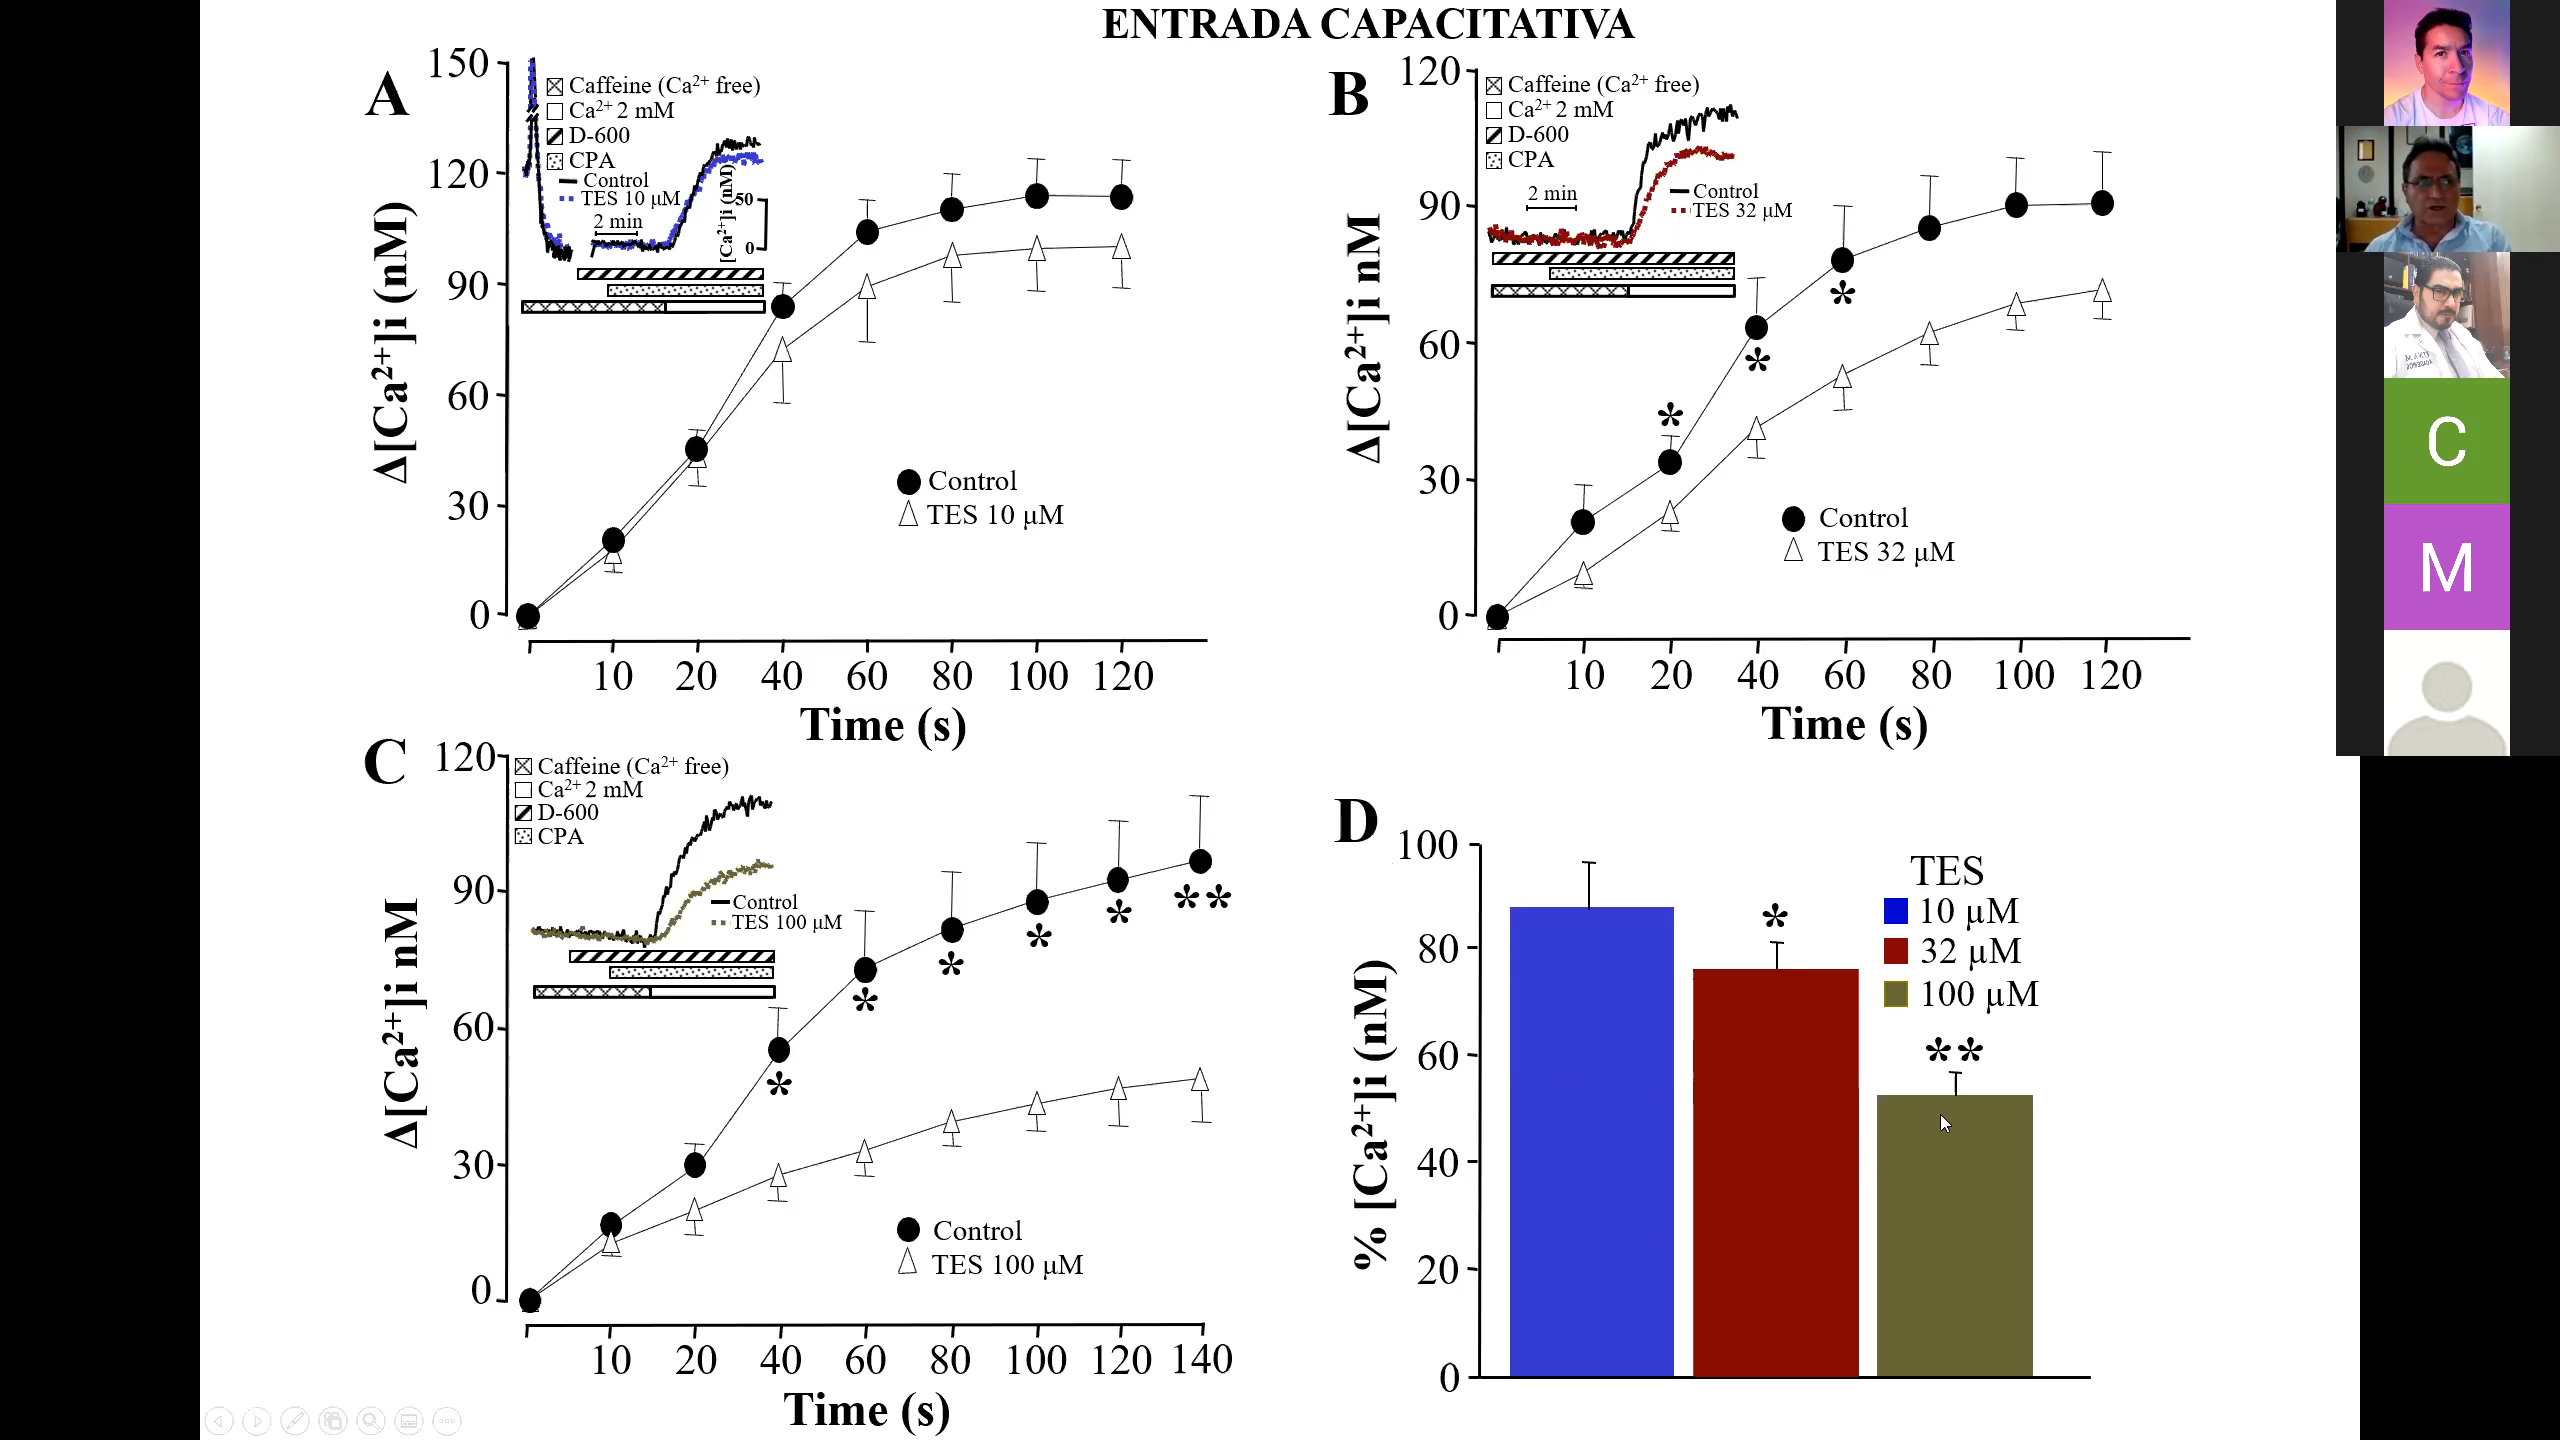 ENTRADA CAPACITATIVA
A
150
120
90
60
30
0
Δ[Ca²⁺]i (nM)
Caffeine (Ca²⁺ free)
Ca²⁺ 2 mM
D-600
CPA
Control
TES 10 µM
2 min
[Ca²⁺]i (nM)
50
0
Control
TES 10 µM
10 20 40 60 80 100 120
Time (s)
B
120
90
60
30
0
Δ[Ca²⁺]i nM
Caffeine (Ca²⁺ free)
Ca²⁺ 2 mM
D-600
CPA
2 min
Control
TES 32 µM
*
*
*
Control
TES 32 µM
10 20 40 60 80 100 120
Time (s)
C
120
90
60
30
0
Δ[Ca²⁺]i nM
Caffeine (Ca²⁺ free)
Ca²⁺ 2 mM
D-600
CPA
Control
TES 100 µM
**
*
*
*
*
*
Control
TES 100 µM
10 20 40 60 80 100 120 140
Time (s)
D
100
80
60
40
20
0
% [Ca²⁺]i (nM)
TES
10 µM
32 µM
100 µM
*
**
C
M